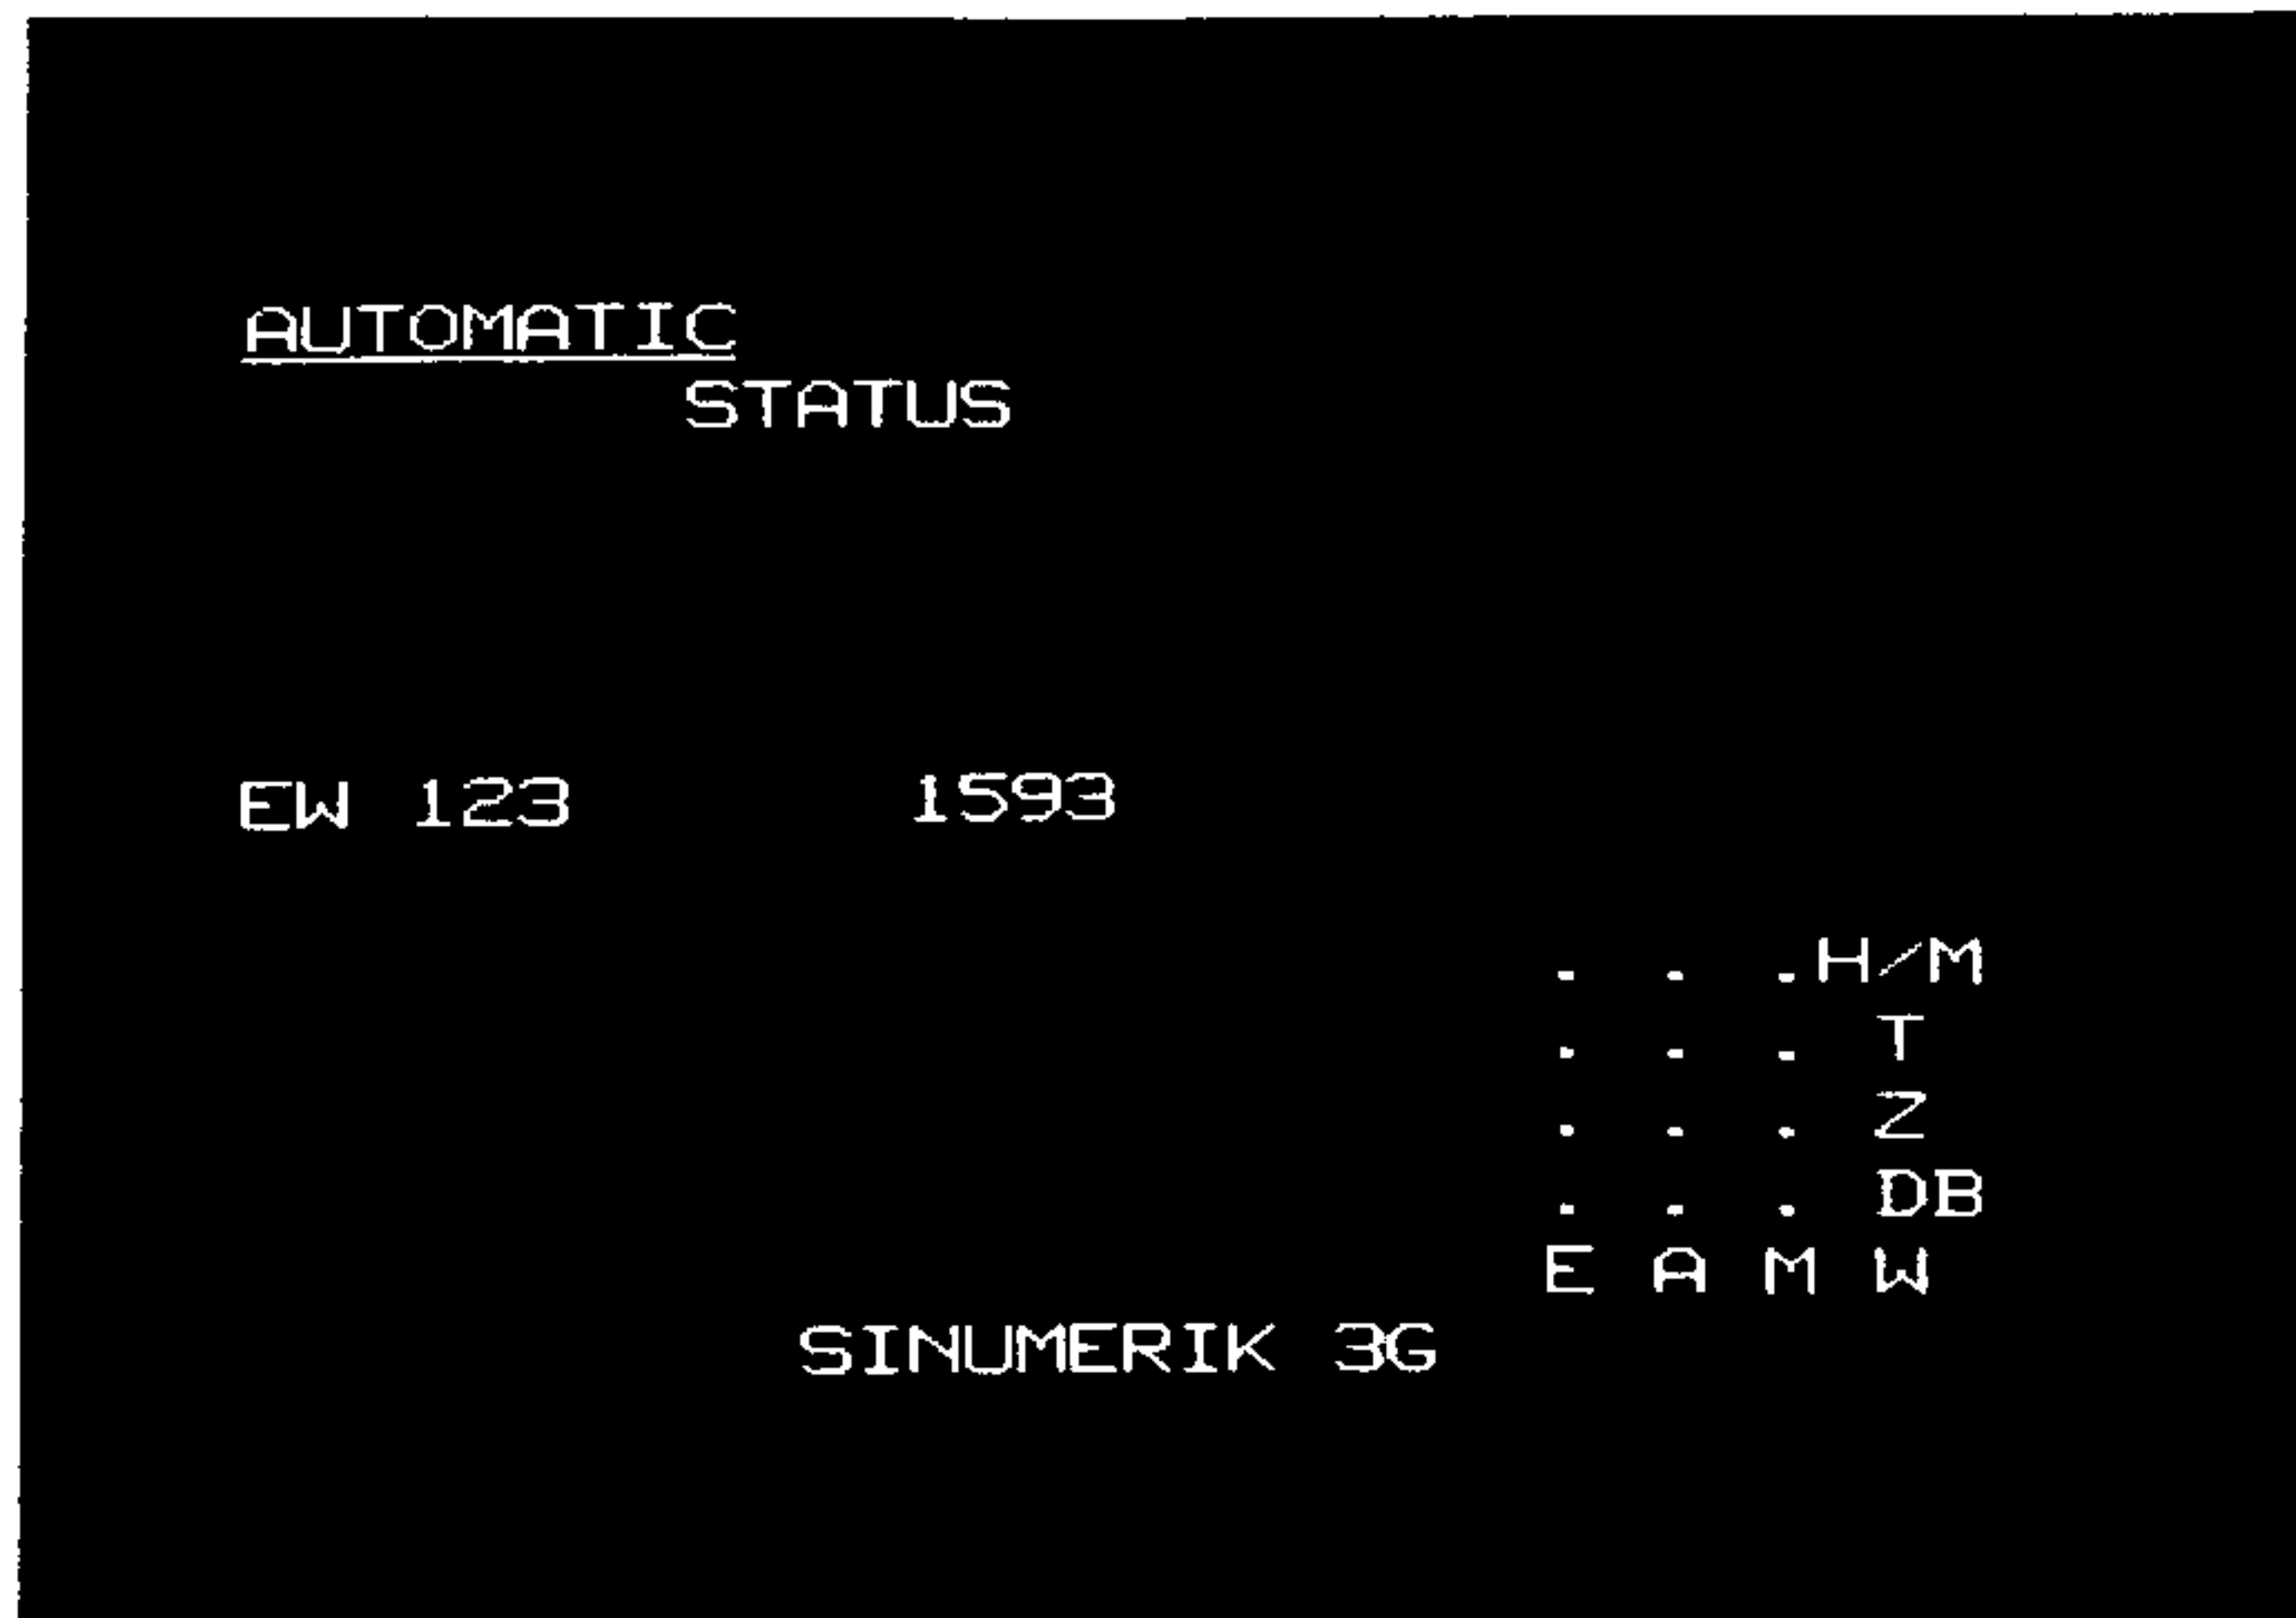 AUTOMATIC
STATUS
EW 123 1593
. . . H/M
. . . T
. . . Z
. . . DB
E A M W
SINUMERIK 3G